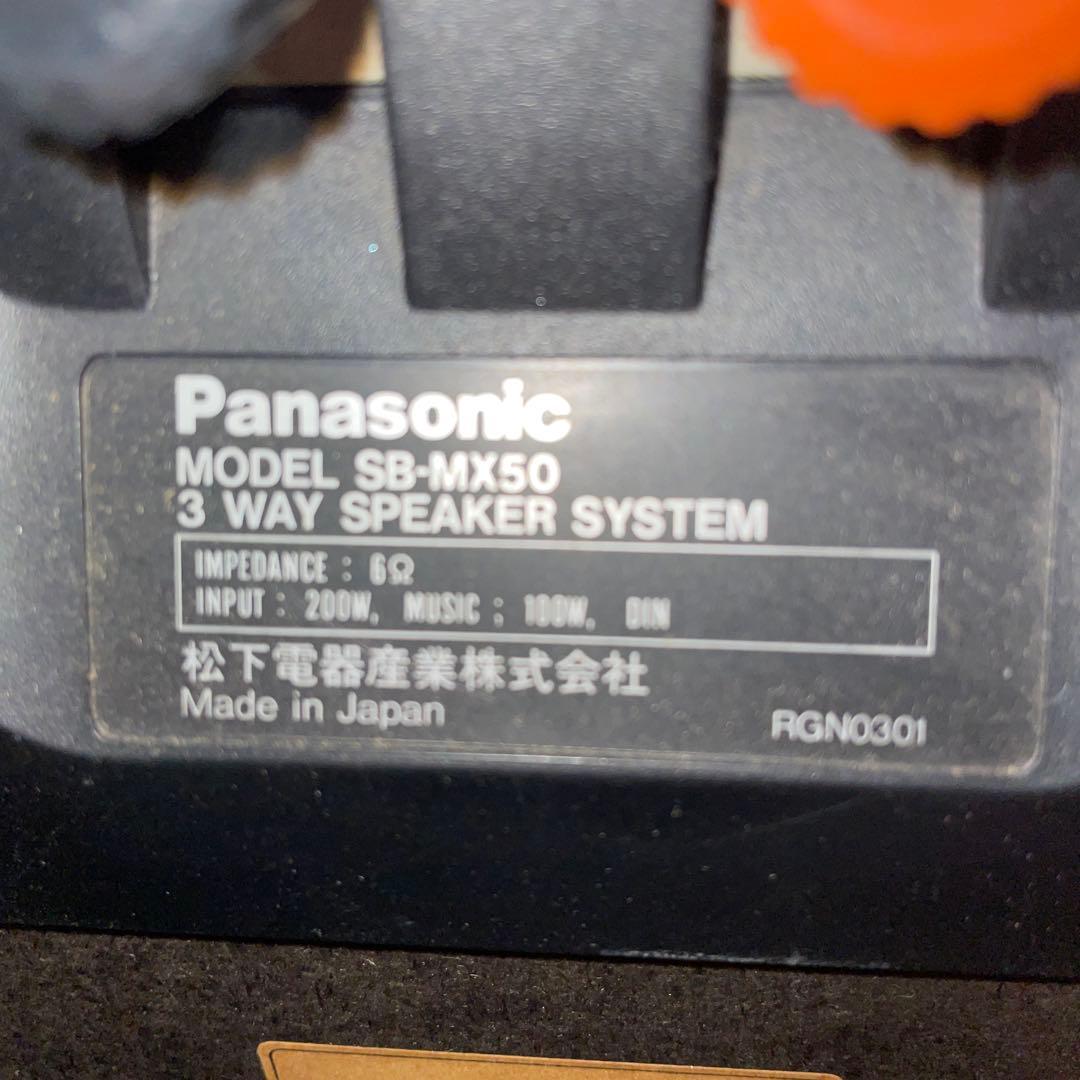 Panasonic
MODEL SB-MX50
3 WAY SPEAKER SYSTEM
IMPEDANCE : 6Ω
INPUT : 200W, MUSIC ; 100W, DIN
松下電器産業株式会社
Made in Japan
RGN0301